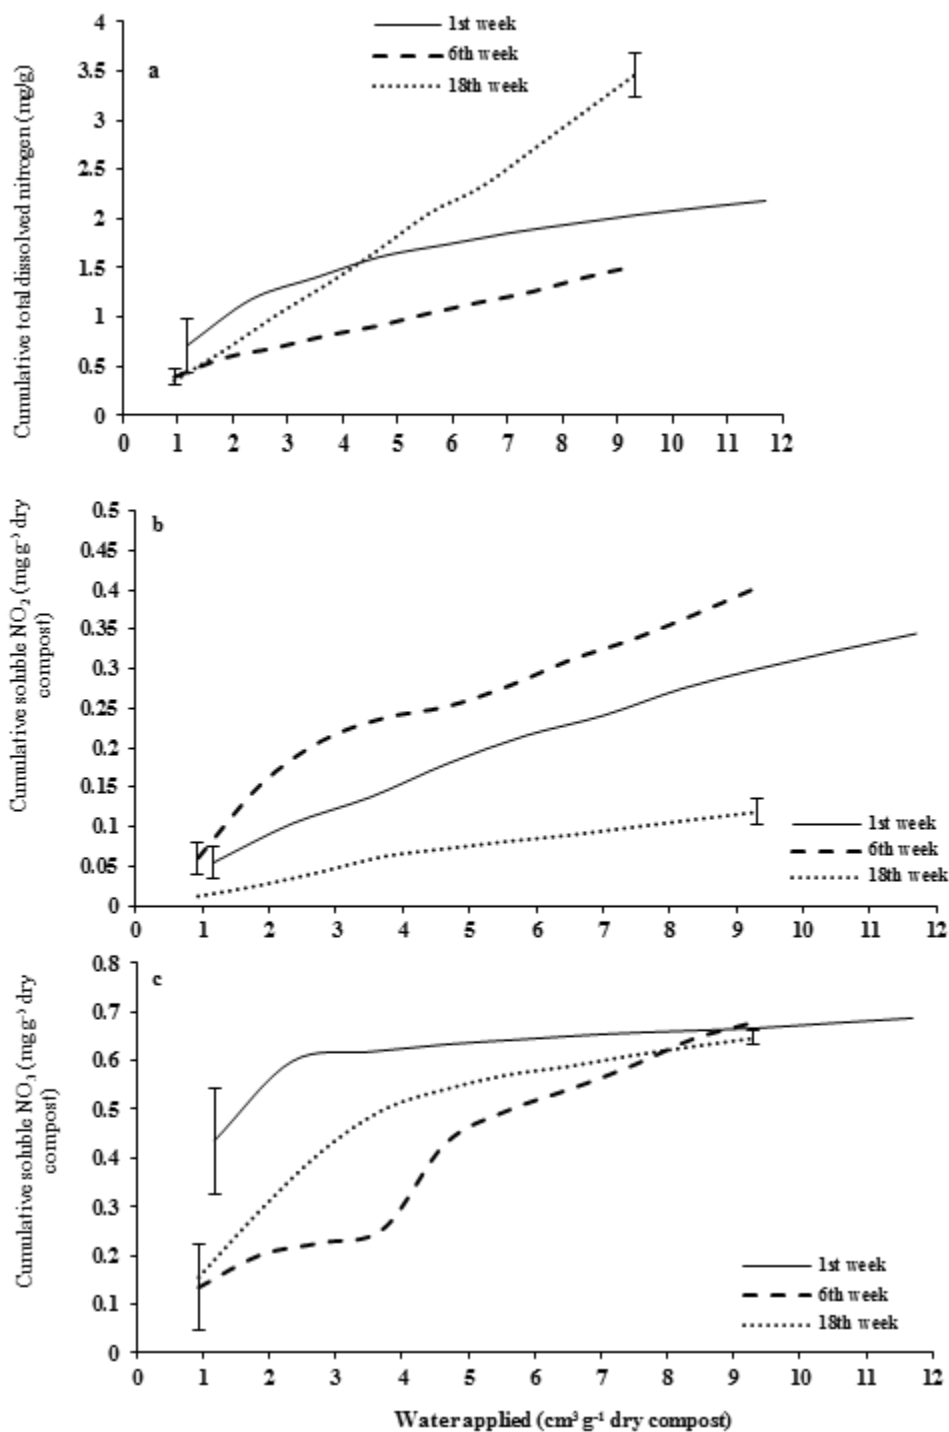 4
1st week
6th week
18th week
a
3.5
3
2.5
2
1.5
1
0.5
0
0 1 2 3 4 5 6 7 8 9 10 11 12
Cumulative total dissolved nitrogen (mg/g)
0.5
b
0.45
0.4
0.35
0.3
0.25
0.2
0.15
0.1
0.05
0
0 1 2 3 4 5 6 7 8 9 10 11 12
Cumulative soluble NO₂ (mg g⁻¹ dry
compost)
1st week
6th week
18th week
0.8
c
0.7
0.6
0.5
0.4
0.3
0.2
0.1
0
0 1 2 3 4 5 6 7 8 9 10 11 12
Cumulative soluble NO₃ (mg g⁻¹ dry
compost)
1st week
6th week
18th week
Water applied (cm³ g⁻¹ dry compost)